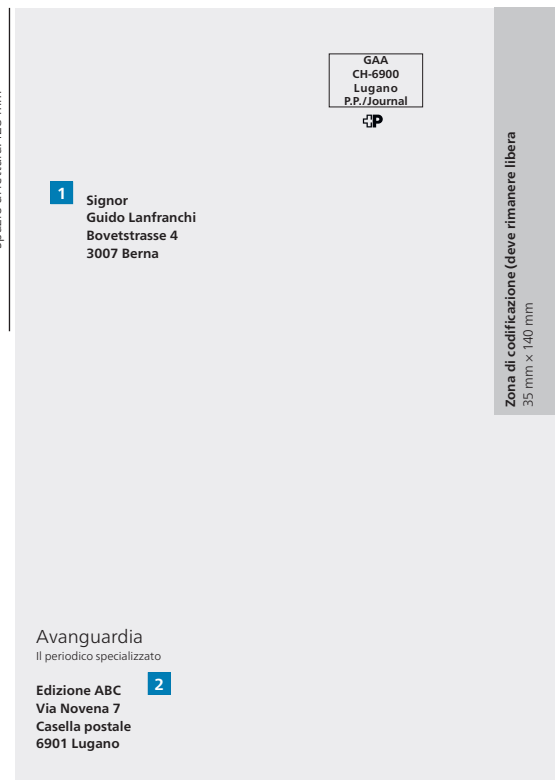 GAA
CH-6900
Lugano
P.P./Journal
P
1
Signor
Guido Lanfranchi
Bovetstrasse 4
3007 Berna
Zona di codificazione (deve rimanere libera
35 mm × 140 mm
Avanguardia
Il periodico specializzato
2
Edizione ABC
Via Novena 7
Casella postale
6901 Lugano